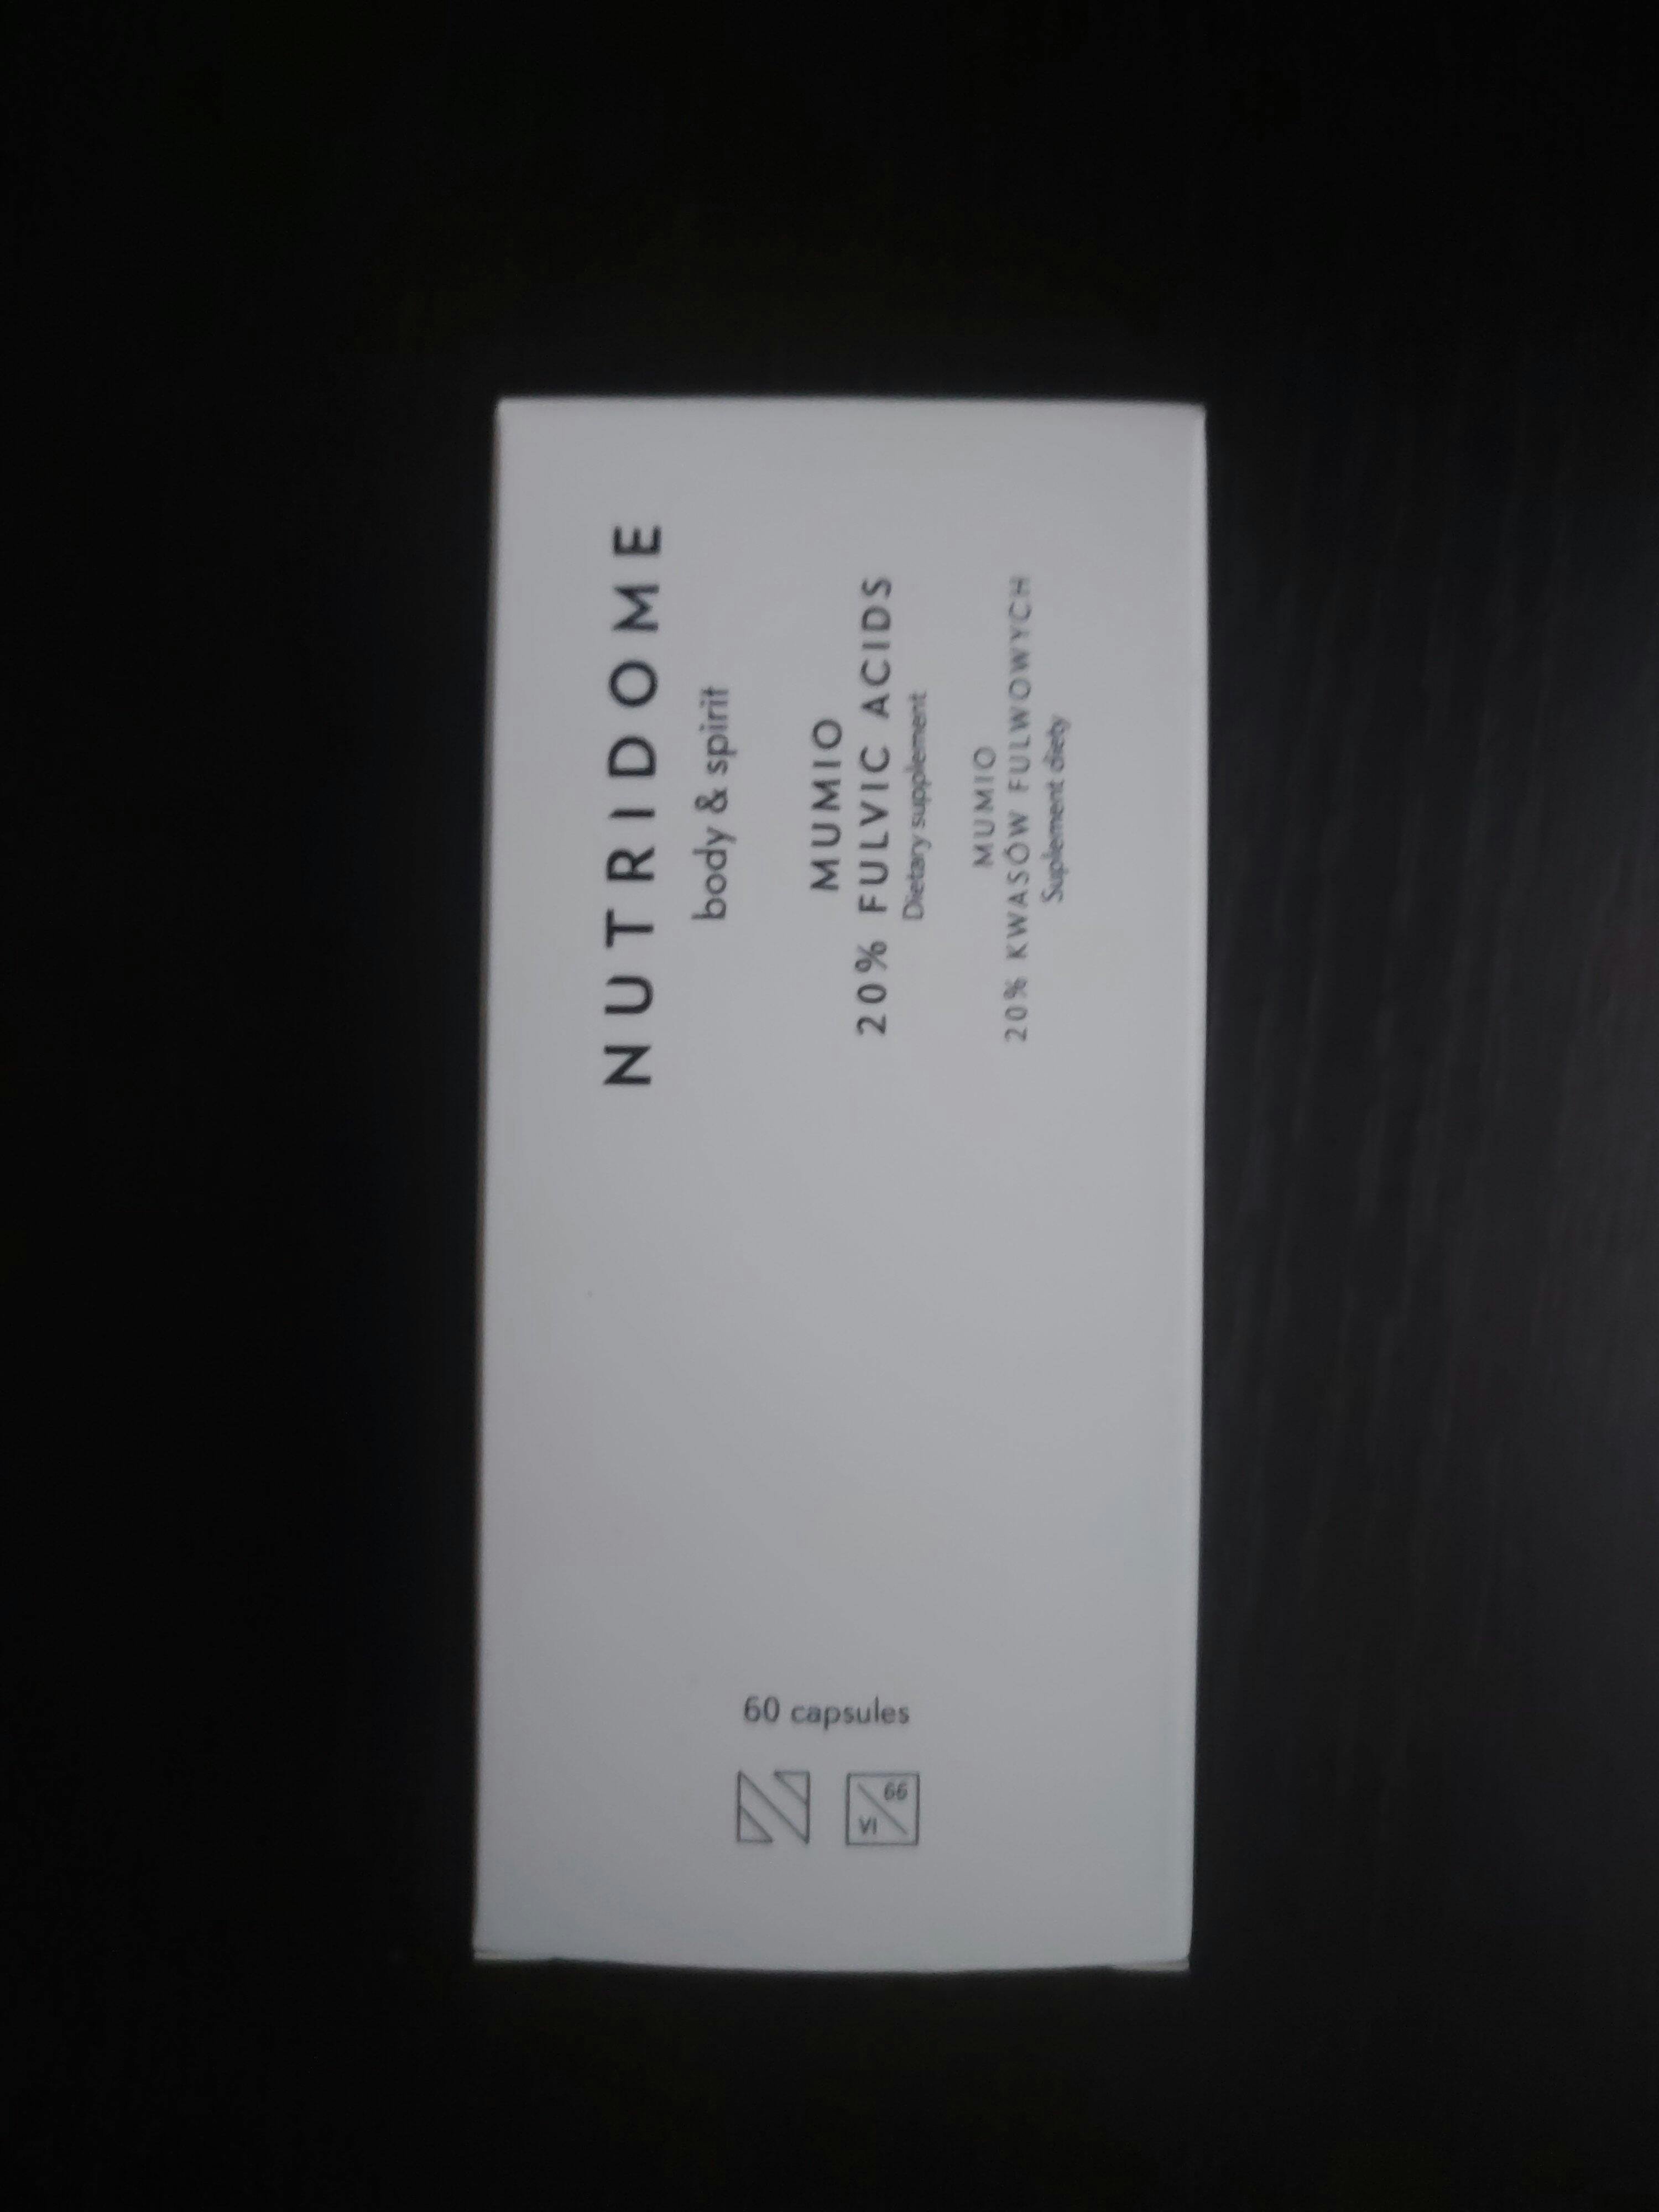 NUTRIDOME
body & spirit
MUMIO
20% FULVIC ACIDS
Dietary supplement
MUMIO
20% KWASÓW FULWOWYCH
Suplement diety
60 capsules
VI
66